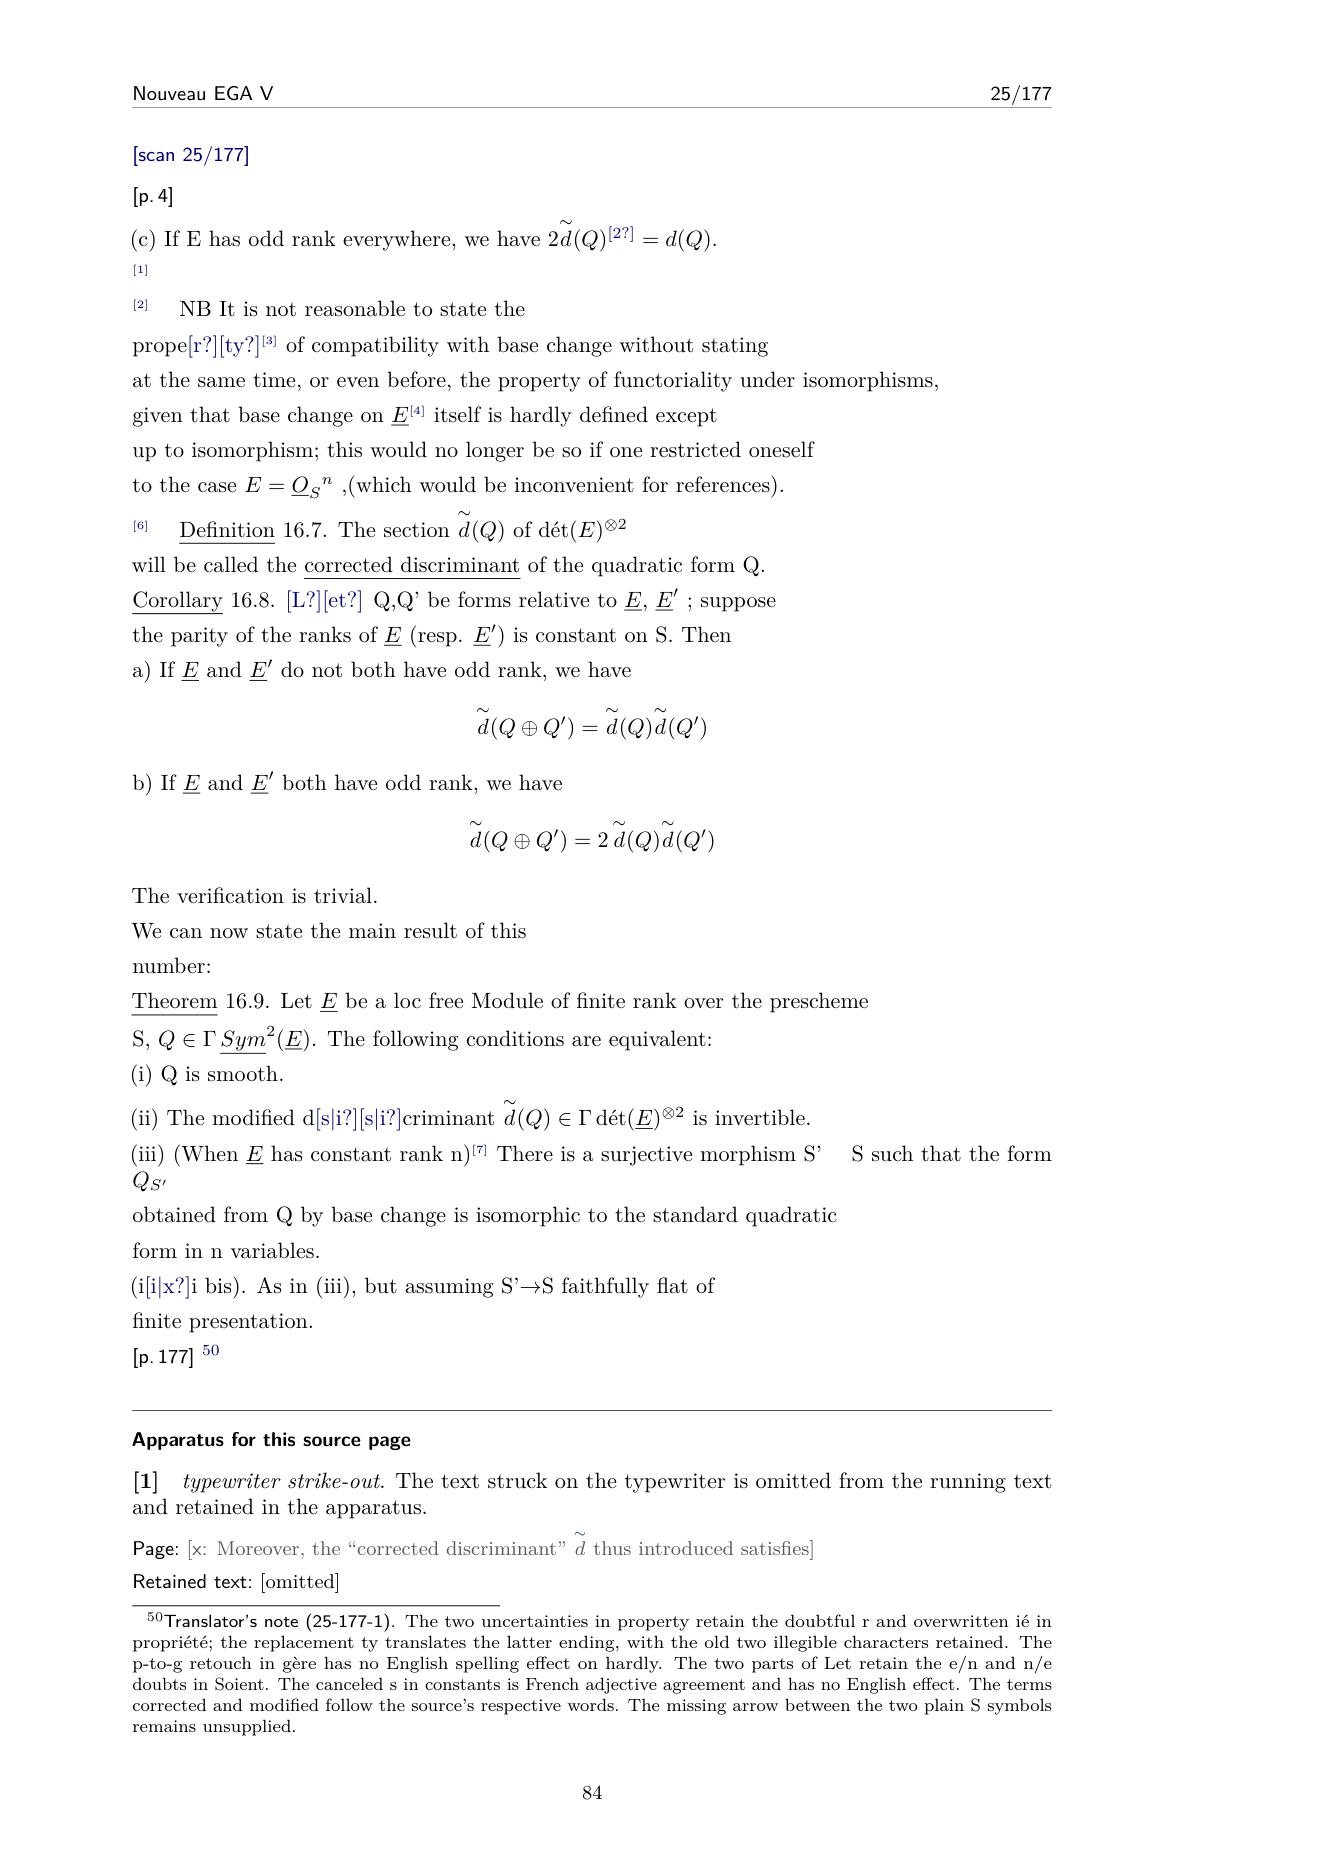 Nouveau EGA V 25/177
[scan 25/177]
[p. 4]
(c) If E has odd rank everywhere, we have 2d̃(Q)[2?] = d(Q).
[1]
[2] NB It is not reasonable to state the
prope[r?][ty?][3] of compatibility with base change without stating
at the same time, or even before, the property of functoriality under isomorphisms,
given that base change on E[4] itself is hardly defined except
up to isomorphism; this would no longer be so if one restricted oneself
to the case E = O_S^n ,(which would be inconvenient for references).
[6] Definition 16.7. The section d̃(Q) of dét(E)^⊗2
will be called the corrected discriminant of the quadratic form Q.
Corollary 16.8. [L?][et?] Q,Q’ be forms relative to E, E′ ; suppose
the parity of the ranks of E (resp. E′) is constant on S. Then
a) If E and E′ do not both have odd rank, we have
d̃(Q ⊕ Q′) = d̃(Q)d̃(Q′)
b) If E and E′ both have odd rank, we have
d̃(Q ⊕ Q′) = 2 d̃(Q)d̃(Q′)
The verification is trivial.
We can now state the main result of this
number:
Theorem 16.9. Let E be a loc free Module of finite rank over the prescheme
S, Q ∈ Γ Sym²(E). The following conditions are equivalent:
(i) Q is smooth.
(ii) The modified d[s|i?][s|i?]criminant d̃(Q) ∈ Γ dét(E)^⊗2 is invertible.
(iii) (When E has constant rank n)[7] There is a surjective morphism S’ S such that the form
Q_S′
obtained from Q by base change is isomorphic to the standard quadratic
form in n variables.
(i[i|x?]i bis). As in (iii), but assuming S’→S faithfully flat of
finite presentation.
[p. 177] 50
Apparatus for this source page
[1] typewriter strike-out. The text struck on the typewriter is omitted from the running text
and retained in the apparatus.
Page: [x: Moreover, the “corrected discriminant” d̃ thus introduced satisfies]
Retained text: [omitted]
50Translator’s note (25-177-1). The two uncertainties in property retain the doubtful r and overwritten ié in
propriété; the replacement ty translates the latter ending, with the old two illegible characters retained. The
p-to-g retouch in gère has no English spelling effect on hardly. The two parts of Let retain the e/n and n/e
doubts in Soient. The canceled s in constants is French adjective agreement and has no English effect. The terms
corrected and modified follow the source’s respective words. The missing arrow between the two plain S symbols
remains unsupplied.
84